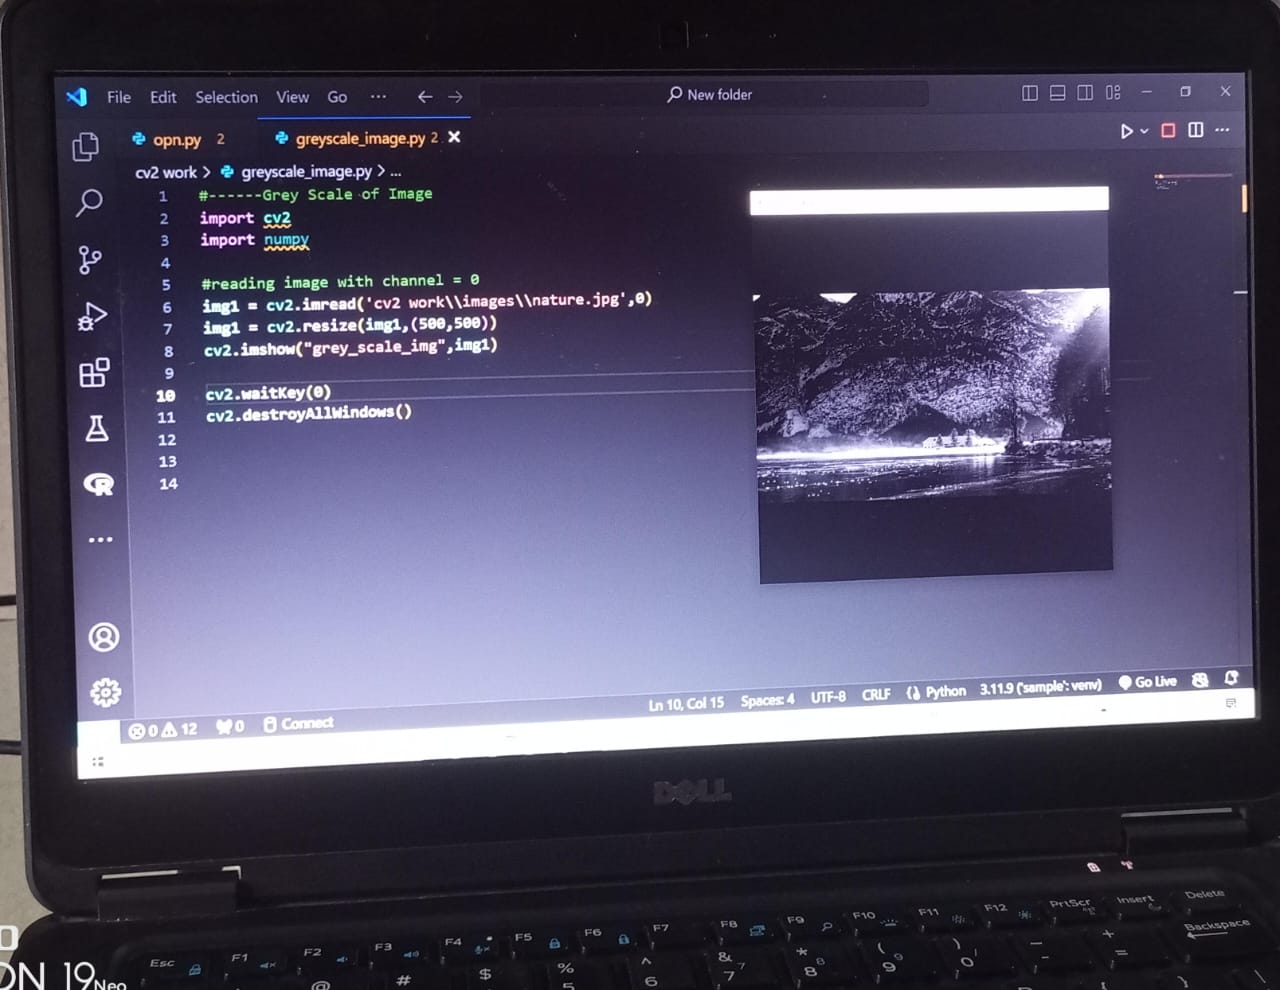 File Edit Selection View Go ... New folder
opn.py 2 greyscale_image.py 2
cv2 work > greyscale_image.py > ...
1 #------Grey Scale of Image
2 import cv2
3 import numpy
4
5 #reading image with channel = 0
6 img1 = cv2.imread('cv2 work\\images\\nature.jpg',0)
7 img1 = cv2.resize(img1,(500,500))
8 cv2.imshow("grey_scale_img",img1)
9
10 cv2.waitKey(0)
11 cv2.destroyAllWindows()
12
13
14
Ln 10, Col 15 Spaces: 4 UTF-8 CRLF Python 3.11.9 ('sample': venv) Go Live
0 12 0 Connect
DELL
Esc F1 F2 F3 F4 F5 F6 F7 F8 F9 F10 F11 F12 PrtScr Insert Delete
@ # $ % 5 ^ 6 & 7 7 * 8 8 ( 9 9 ) 0 - + = Backspace
ON 19 Neo